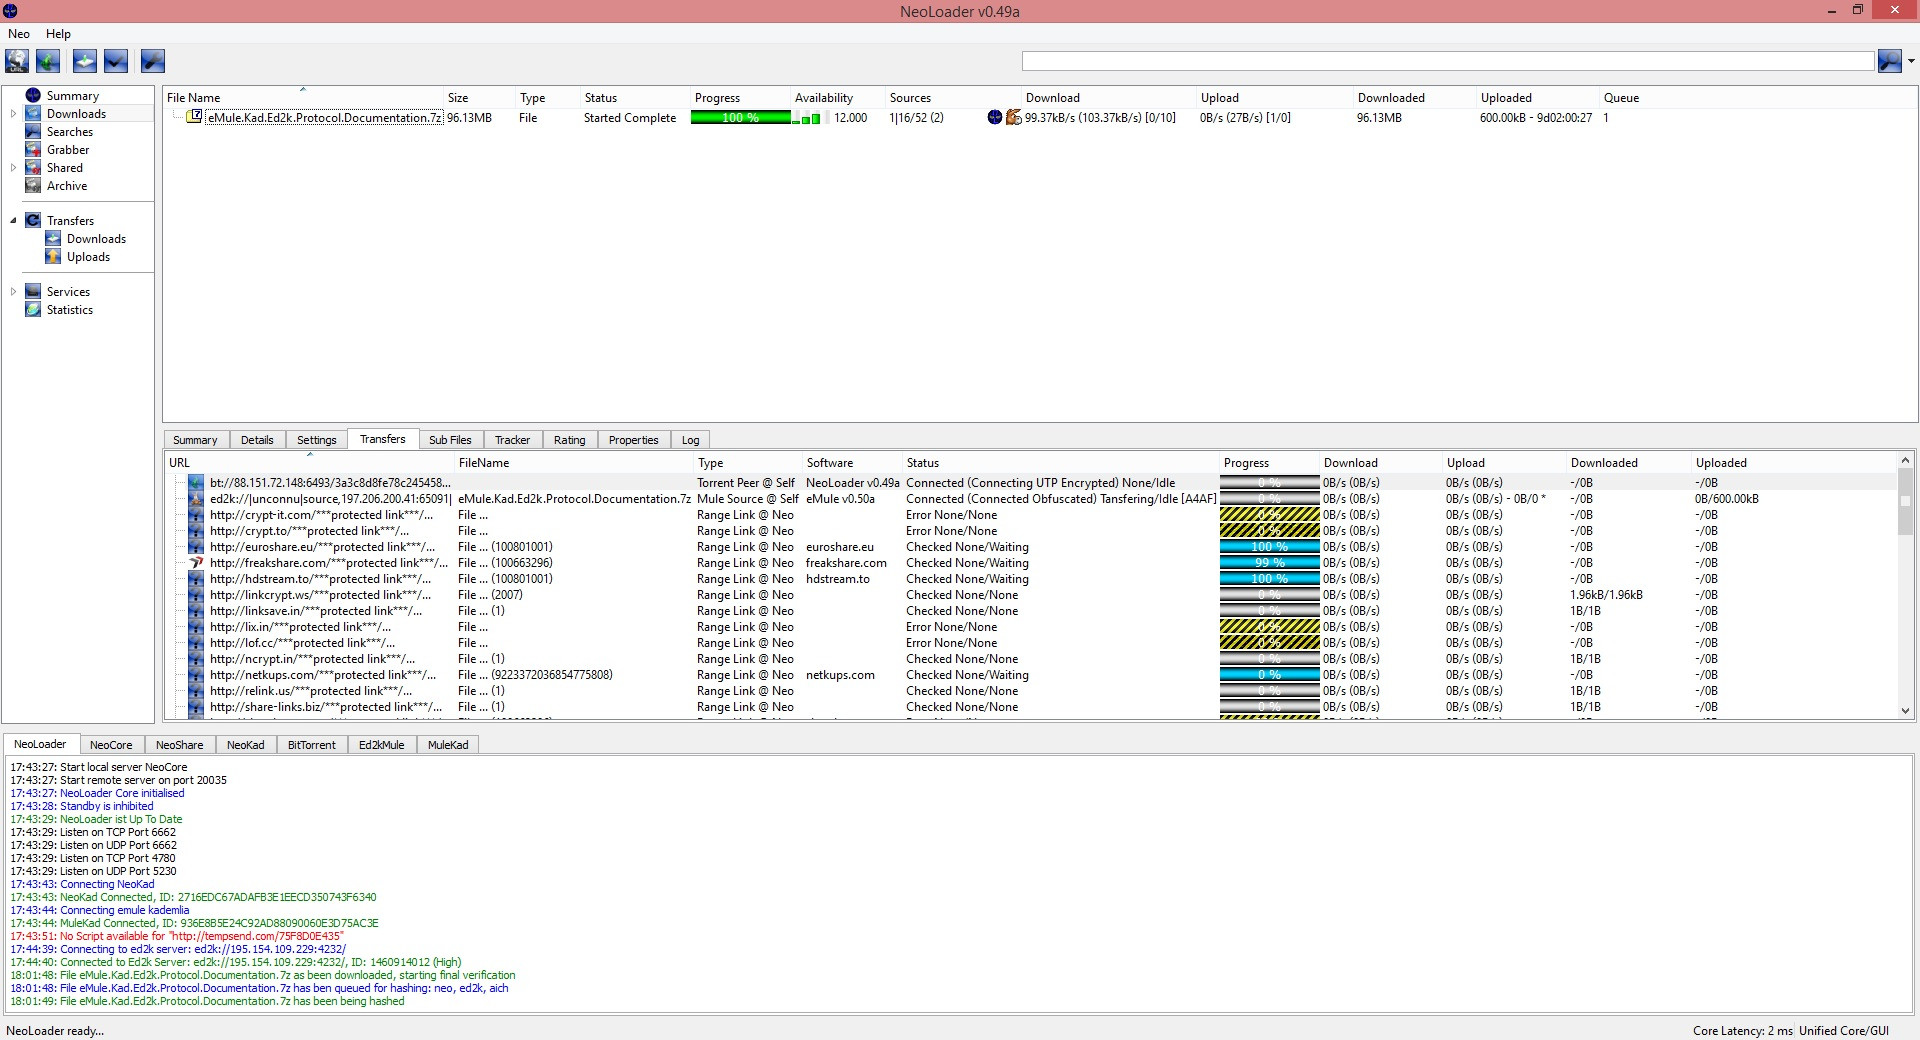 NeoLoader v0.49a
Neo Help
URL
Summary
Downloads
Searches
Grabber
Shared
Archive
Transfers
Downloads
Uploads
Services
Statistics
File Name Size Type Status Progress Availability Sources Download Upload Downloaded Uploaded Queue
eMule.Kad.Ed2k.Protocol.Documentation.7z 96.13MB File Started Complete 100 % 12.000 1|16/52 (2) 99.37kB/s (103.37kB/s) [0/10] 0B/s (27B/s) [1/0] 96.13MB 600.00kB - 9d02:00:27 1
Summary Details Settings Transfers Sub Files Tracker Rating Properties Log
URL FileName Type Software Status Progress Download Upload Downloaded Uploaded
bt://88.151.72.148:6493/3a3c8d8fe78c245458... Torrent Peer @ Self NeoLoader v0.49a Connected (Connecting UTP Encrypted) None/Idle 0 % 0B/s (0B/s) 0B/s (0B/s) -/0B -/0B
ed2k://|unconnu|source,197.206.200.41:65091| eMule.Kad.Ed2k.Protocol.Documentation.7z Mule Source @ Self eMule v0.50a Connected (Connected Obfuscated) Tansfering/Idle [A4AF] 0 % 0B/s (0B/s) 0B/s (0B/s) - 0B/0 * -/0B 0B/600.00kB
http://crypt-it.com/***protected link***/... File ... Range Link @ Neo Error None/None 0 % 0B/s (0B/s) 0B/s (0B/s) -/0B -/0B
http://crypt.to/***protected link***/... File ... Range Link @ Neo Error None/None 0 % 0B/s (0B/s) 0B/s (0B/s) -/0B -/0B
http://euroshare.eu/***protected link***/... File ... (100801001) Range Link @ Neo euroshare.eu Checked None/Waiting 100 % 0B/s (0B/s) 0B/s (0B/s) -/0B -/0B
http://freakshare.com/***protected link***/... File ... (100663296) Range Link @ Neo freakshare.com Checked None/Waiting 99 % 0B/s (0B/s) 0B/s (0B/s) -/0B -/0B
http://hdstream.to/***protected link***/... File ... (100801001) Range Link @ Neo hdstream.to Checked None/Waiting 100 % 0B/s (0B/s) 0B/s (0B/s) -/0B -/0B
http://linkcrypt.ws/***protected link***/... File ... (2007) Range Link @ Neo Checked None/None 0 % 0B/s (0B/s) 0B/s (0B/s) 1.96kB/1.96kB -/0B
http://linksave.in/***protected link***/... File ... (1) Range Link @ Neo Checked None/None 0 % 0B/s (0B/s) 0B/s (0B/s) 1B/1B -/0B
http://lix.in/***protected link***/... File ... Range Link @ Neo Error None/None 0 % 0B/s (0B/s) 0B/s (0B/s) -/0B -/0B
http://lof.cc/***protected link***/... File ... Range Link @ Neo Error None/None 0 % 0B/s (0B/s) 0B/s (0B/s) -/0B -/0B
http://ncrypt.in/***protected link***/... File ... (1) Range Link @ Neo Checked None/None 0 % 0B/s (0B/s) 0B/s (0B/s) 1B/1B -/0B
http://netkups.com/***protected link***/... File ... (9223372036854775808) Range Link @ Neo netkups.com Checked None/Waiting 0 % 0B/s (0B/s) 0B/s (0B/s) -/0B -/0B
http://relink.us/***protected link***/... File ... (1) Range Link @ Neo Checked None/None 0 % 0B/s (0B/s) 0B/s (0B/s) 1B/1B -/0B
http://share-links.biz/***protected link***/... File ... (1) Range Link @ Neo Checked None/None 0 % 0B/s (0B/s) 0B/s (0B/s) 1B/1B -/0B
NeoLoader NeoCore NeoShare NeoKad BitTorrent Ed2kMule MuleKad
17:43:27: Start local server NeoCore
17:43:27: Start remote server on port 20035
17:43:27: NeoLoader Core initialised
17:43:28: Standby is inhibited
17:43:29: NeoLoader ist Up To Date
17:43:29: Listen on TCP Port 6662
17:43:29: Listen on UDP Port 6662
17:43:29: Listen on TCP Port 4780
17:43:29: Listen on UDP Port 5230
17:43:43: Connecting NeoKad
17:43:43: NeoKad Connected, ID: 2716EDC67ADAFB3E1EECD350743F6340
17:43:44: Connecting emule kademlia
17:43:44: MuleKad Connected, ID: 936E8B5E24C92AD88090060E3D75AC3E
17:43:51: No Script available for "http://tempsend.com/75F8D0E435"
17:44:39: Connecting to ed2k server: ed2k://195.154.109.229:4232/
17:44:40: Connected to Ed2k Server: ed2k://195.154.109.229:4232/, ID: 1460914012 (High)
18:01:48: File eMule.Kad.Ed2k.Protocol.Documentation.7z as been downloaded, starting final verification
18:01:48: File eMule.Kad.Ed2k.Protocol.Documentation.7z has ben queued for hashing: neo, ed2k, aich
18:01:49: File eMule.Kad.Ed2k.Protocol.Documentation.7z has been being hashed
NeoLoader ready... Core Latency: 2 ms Unified Core/GUI